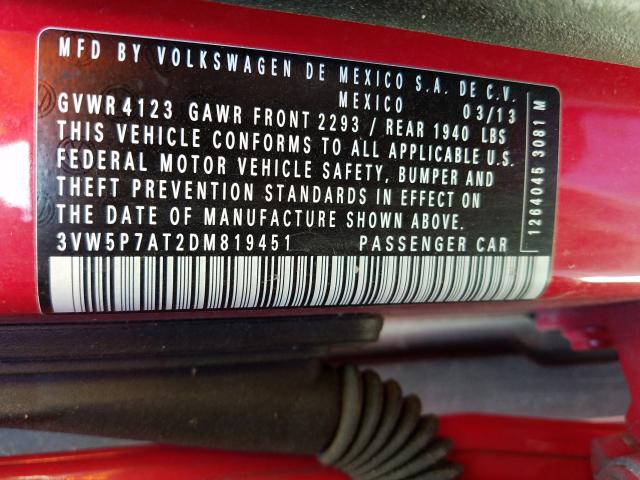 MFD BY VOLKSWAGEN DE MEXICO S.A. DE C.V.
MEXICO 03/13
GVWR 4123 GAWR FRONT 2293 / REAR 1940 LBS
THIS VEHICLE CONFORMS TO ALL APPLICABLE U.S.
FEDERAL MOTOR VEHICLE SAFETY, BUMPER AND
THEFT PREVENTION STANDARDS IN EFFECT ON
THE DATE OF MANUFACTURE SHOWN ABOVE.
3VW5P7AT2DM819451 PASSENGER CAR
1264045 3081 M